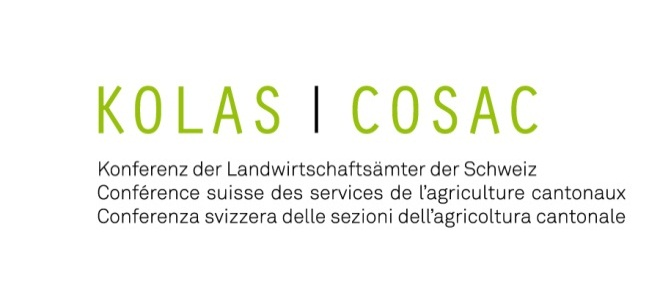 KOLAS | COSAC
Konferenz der Landwirtschaftsämter der Schweiz
Conférence suisse des services de l'agriculture cantonaux
Conferenza svizzera delle sezioni dell'agricoltura cantonale